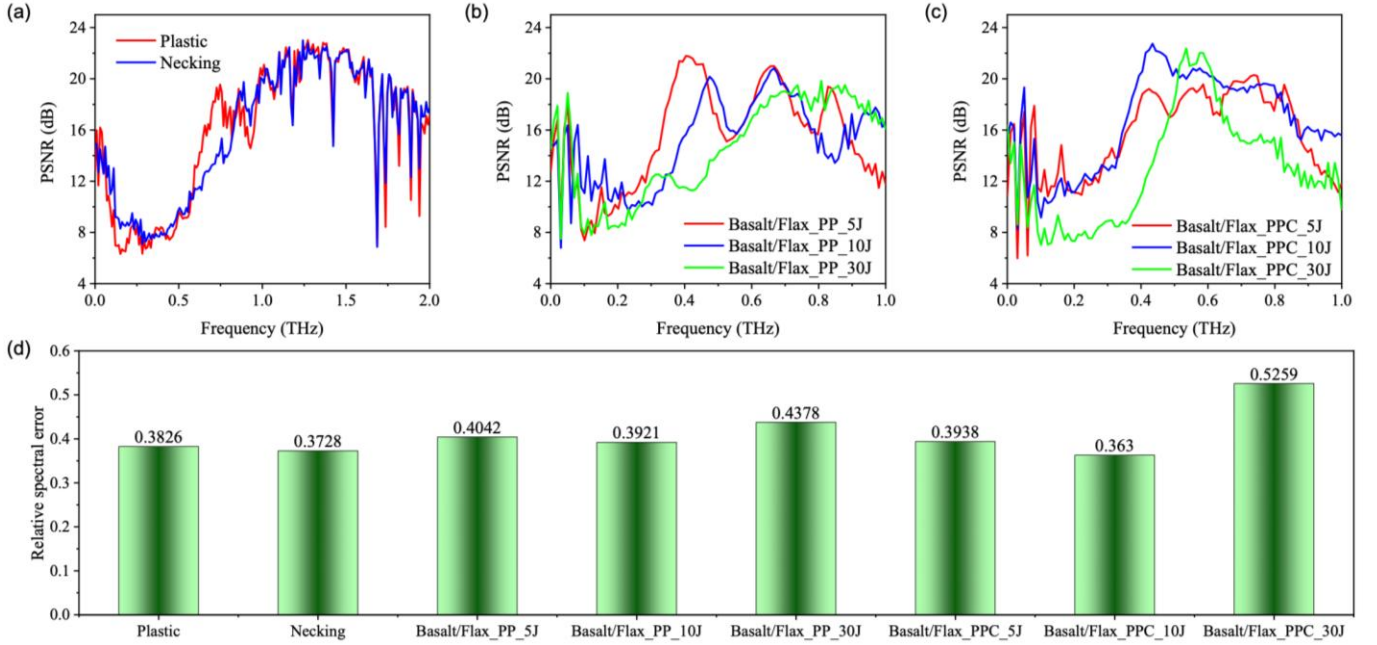 (a)
24
20
16
12
8
4
PSNR (dB)
Plastic
Necking
0.0
0.5
1.0
1.5
2.0
Frequency (THz)
(b)
24
20
16
12
8
4
PSNR (dB)
Basalt/Flax_PP_5J
Basalt/Flax_PP_10J
Basalt/Flax_PP_30J
0.0
0.2
0.4
0.6
0.8
1.0
Frequency (THz)
(c)
24
20
16
12
8
4
PSNR (dB)
Basalt/Flax_PPC_5J
Basalt/Flax_PPC_10J
Basalt/Flax_PPC_30J
0.0
0.2
0.4
0.6
0.8
1.0
Frequency (THz)
(d)
0.6
0.5
0.4
0.3
0.2
0.1
0.0
Relative spectral error
0.3826
0.3728
0.4042
0.3921
0.4378
0.3938
0.363
0.5259
Plastic
Necking
Basalt/Flax_PP_5J
Basalt/Flax_PP_10J
Basalt/Flax_PP_30J
Basalt/Flax_PPC_5J
Basalt/Flax_PPC_10J
Basalt/Flax_PPC_30J